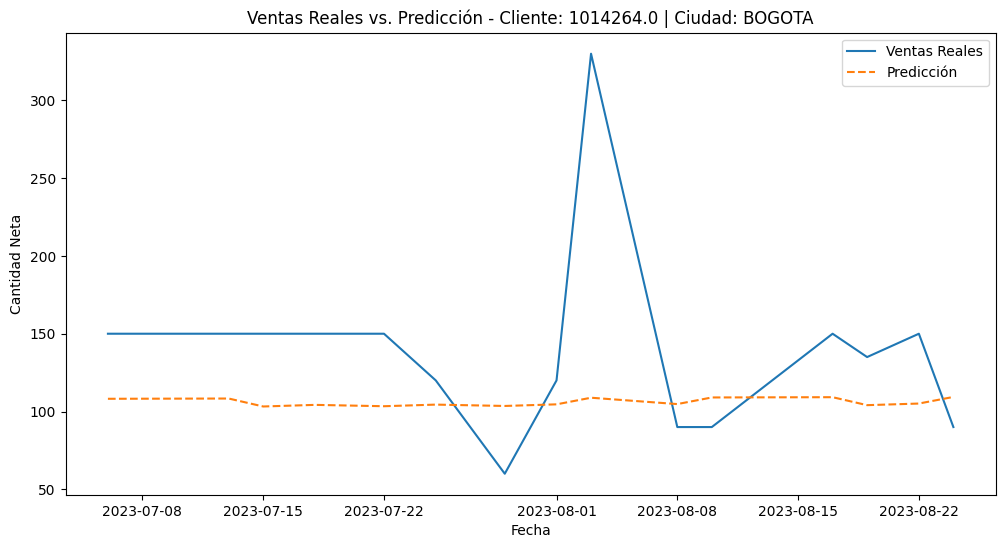 Ventas Reales vs. Predicción - Cliente: 1014264.0 | Ciudad: BOGOTA
Ventas Reales
Predicción
Cantidad Neta
300
250
200
150
100
50
2023-07-08 2023-07-15 2023-07-22 2023-08-01 2023-08-08 2023-08-15 2023-08-22
Fecha